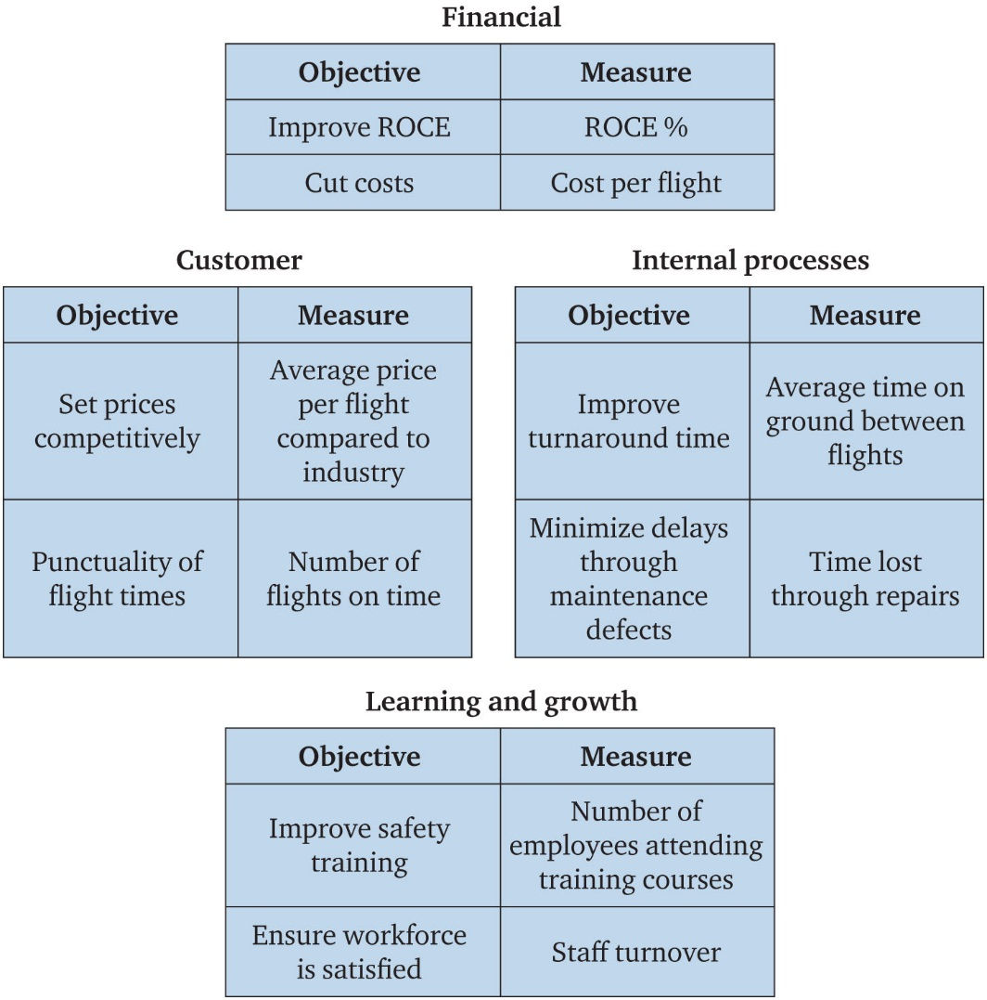 Financial
Objective
Measure
Improve ROCE
ROCE %
Cut costs
Cost per flight
Customer
Objective
Measure
Set prices
competitively
Average price
per flight
compared to
industry
Punctuality of
flight times
Number of
flights on time
Internal processes
Objective
Measure
Improve
turnaround time
Average time on
ground between
flights
Minimize delays
through
maintenance
defects
Time lost
through repairs
Learning and growth
Objective
Measure
Improve safety
training
Number of
employees attending
training courses
Ensure workforce
is satisfied
Staff turnover